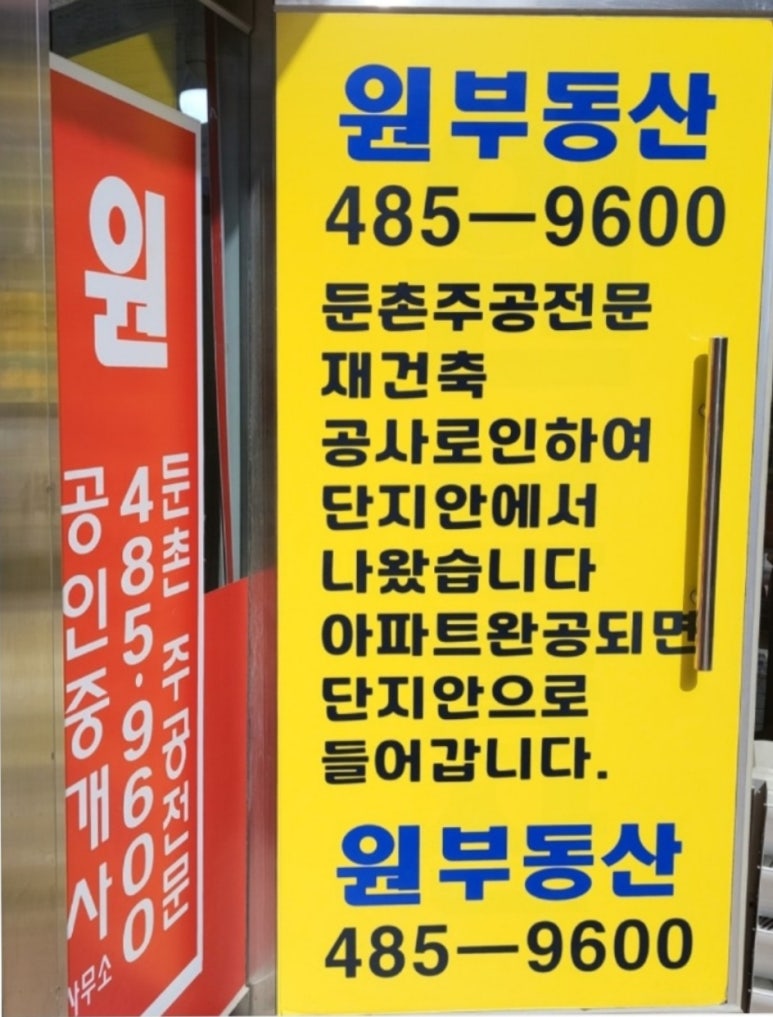 원
둔촌 주공전문
485·9600
공인중개사
사무소
원부동산
485-9600
둔촌주공전문
재건축
공사로인하여
단지안에서
나왔습니다
아파트완공되면
단지안으로
들어갑니다.
원부동산
485-9600